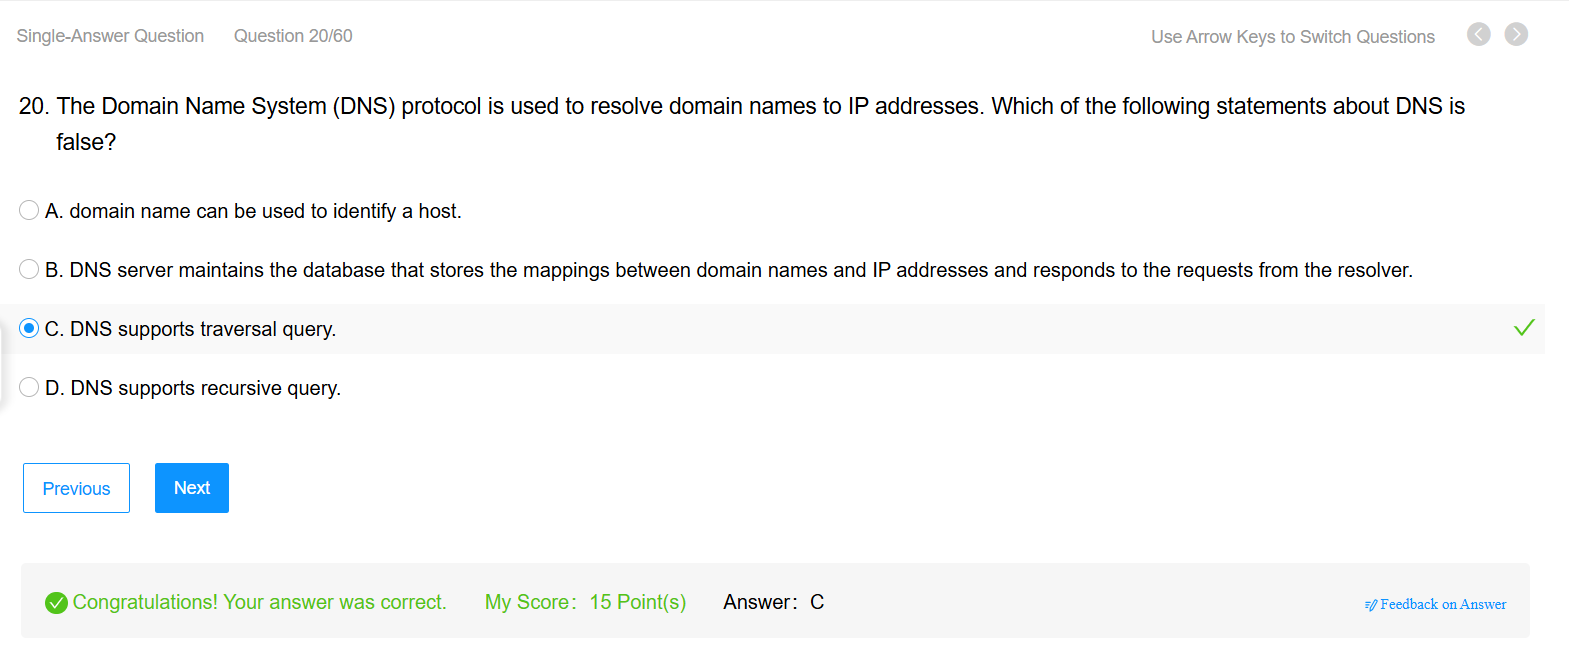 Single-Answer Question Question 20/60 Use Arrow Keys to Switch Questions
20. The Domain Name System (DNS) protocol is used to resolve domain names to IP addresses. Which of the following statements about DNS is
false?
A. domain name can be used to identify a host.
B. DNS server maintains the database that stores the mappings between domain names and IP addresses and responds to the requests from the resolver.
C. DNS supports traversal query.
D. DNS supports recursive query.
Previous Next
Congratulations! Your answer was correct. My Score: 15 Point(s) Answer: C Feedback on Answer